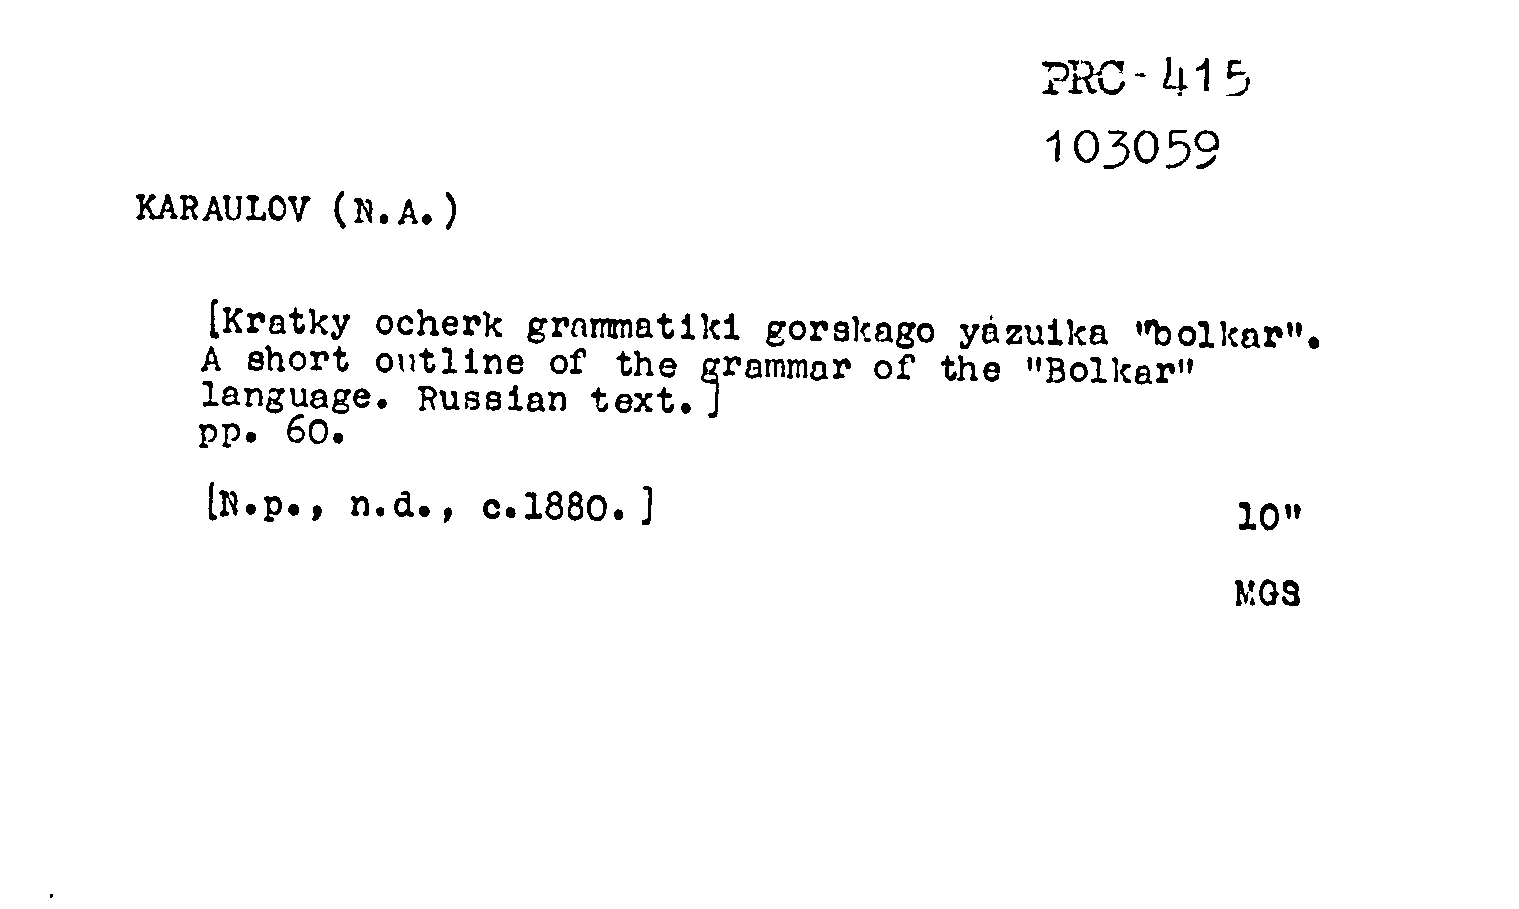 PRC-415
103059
KARAULOV (N.A.)
[Kratky ocherk grammatiki gorskago yázuika "bolkar".
A short outline of the grammar of the "Bolkar"
language. Russian text.]
pp. 60.
[N.p., n.d., c.1880.]
10"
MGS